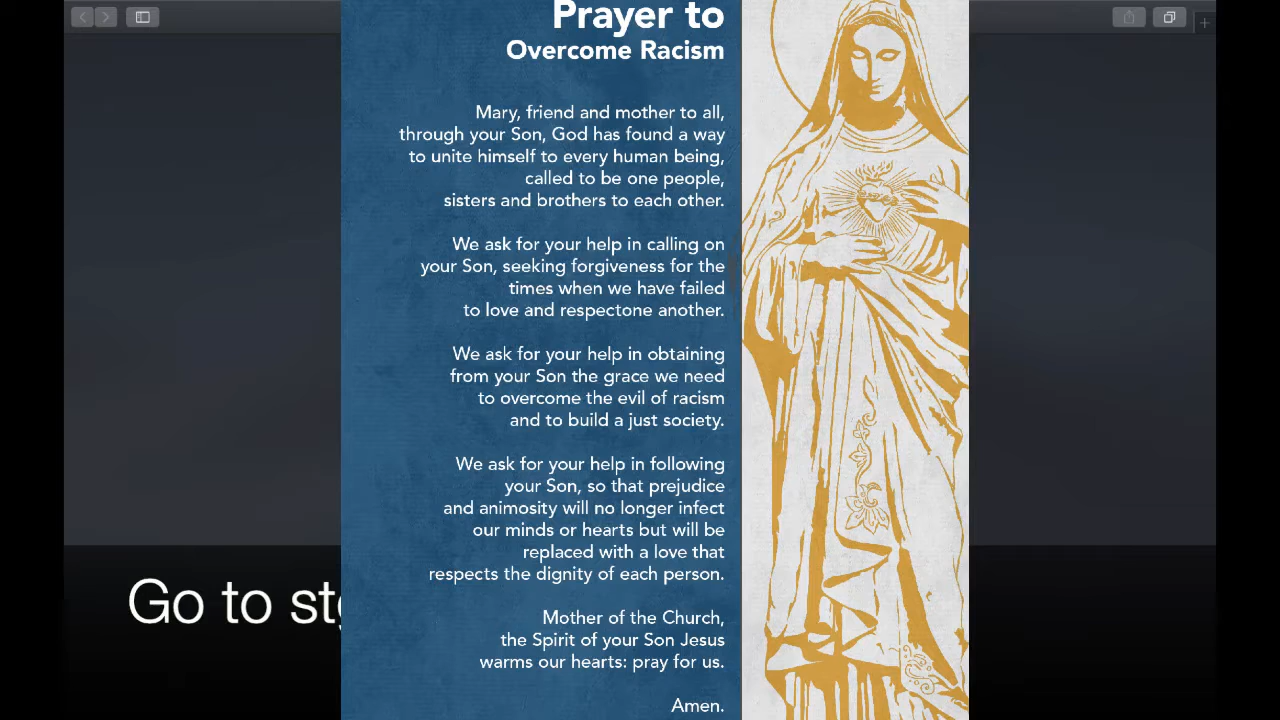 Prayer to
Overcome Racism
Mary, friend and mother to all,
through your Son, God has found a way
to unite himself to every human being,
called to be one people,
sisters and brothers to each other.
We ask for your help in calling on
your Son, seeking forgiveness for the
times when we have failed
to love and respectone another.
We ask for your help in obtaining
from your Son the grace we need
to overcome the evil of racism
and to build a just society.
We ask for your help in following
your Son, so that prejudice
and animosity will no longer infect
our minds or hearts but will be
replaced with a love that
respects the dignity of each person.
Mother of the Church,
the Spirit of your Son Jesus
warms our hearts: pray for us.
Amen.
Go to